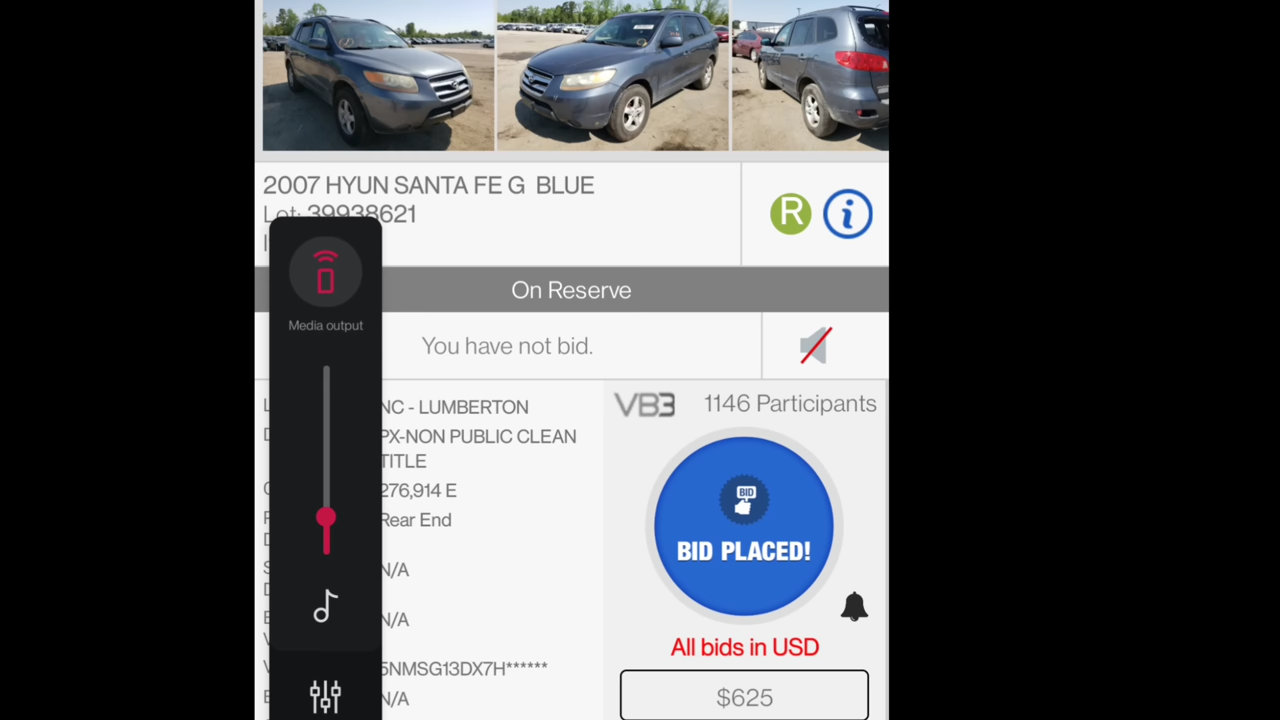 2007 HYUN SANTA FE G BLUE
Lot: 39938621
R
i
On Reserve
Media output
You have not bid.
VB3 1146 Participants
NC - LUMBERTON
PX-NON PUBLIC CLEAN
TITLE
276,914 E
Rear End
N/A
N/A
5NMSG13DX7H******
N/A
BID
BID PLACED!
All bids in USD
$625